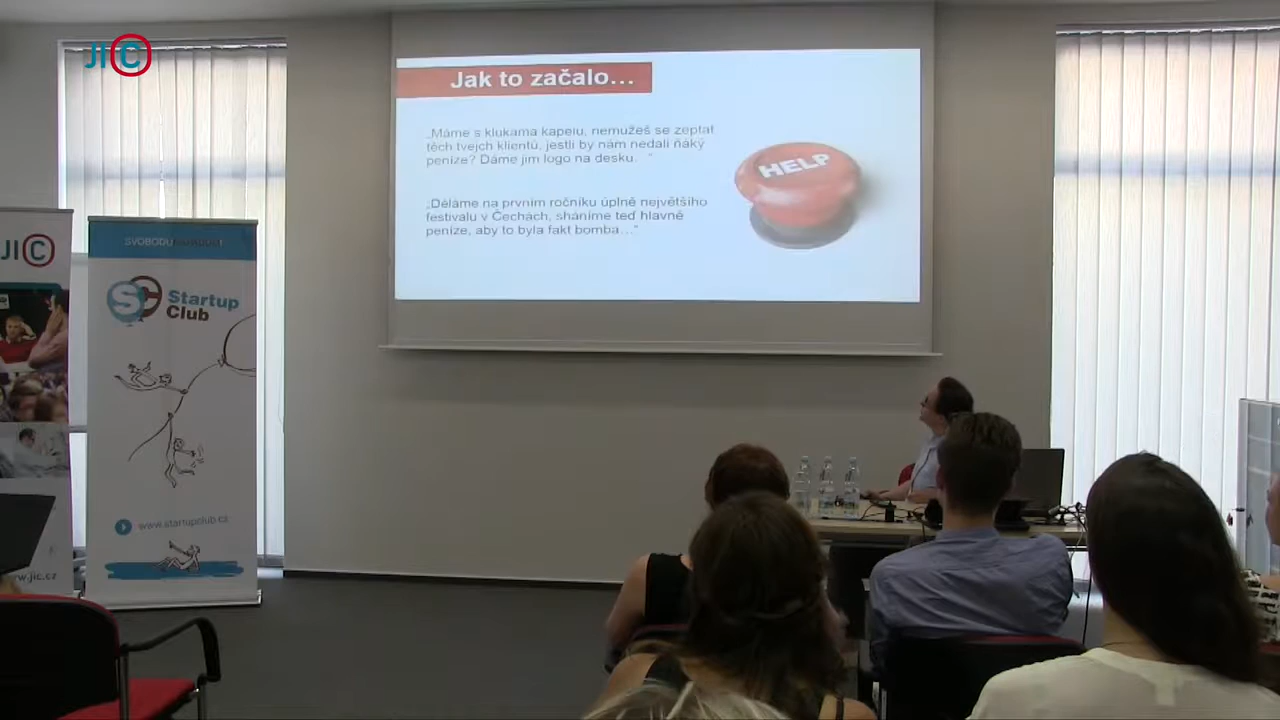 JIC
Jak to začalo…
„Máme s klukama kapelu, nemužeš se zeptat
těch tvejch klientů, jestli by nám nedali ňáký
peníze? Dáme jim logo na desku. "
HELP
„Děláme na prvním ročníku úplně největšího
festivalu v Čechách, sháníme teď hlavně
peníze, aby to byla fakt bomba…"
JIC
SC Startup
Club
www.startupclub.cz
www.jic.cz